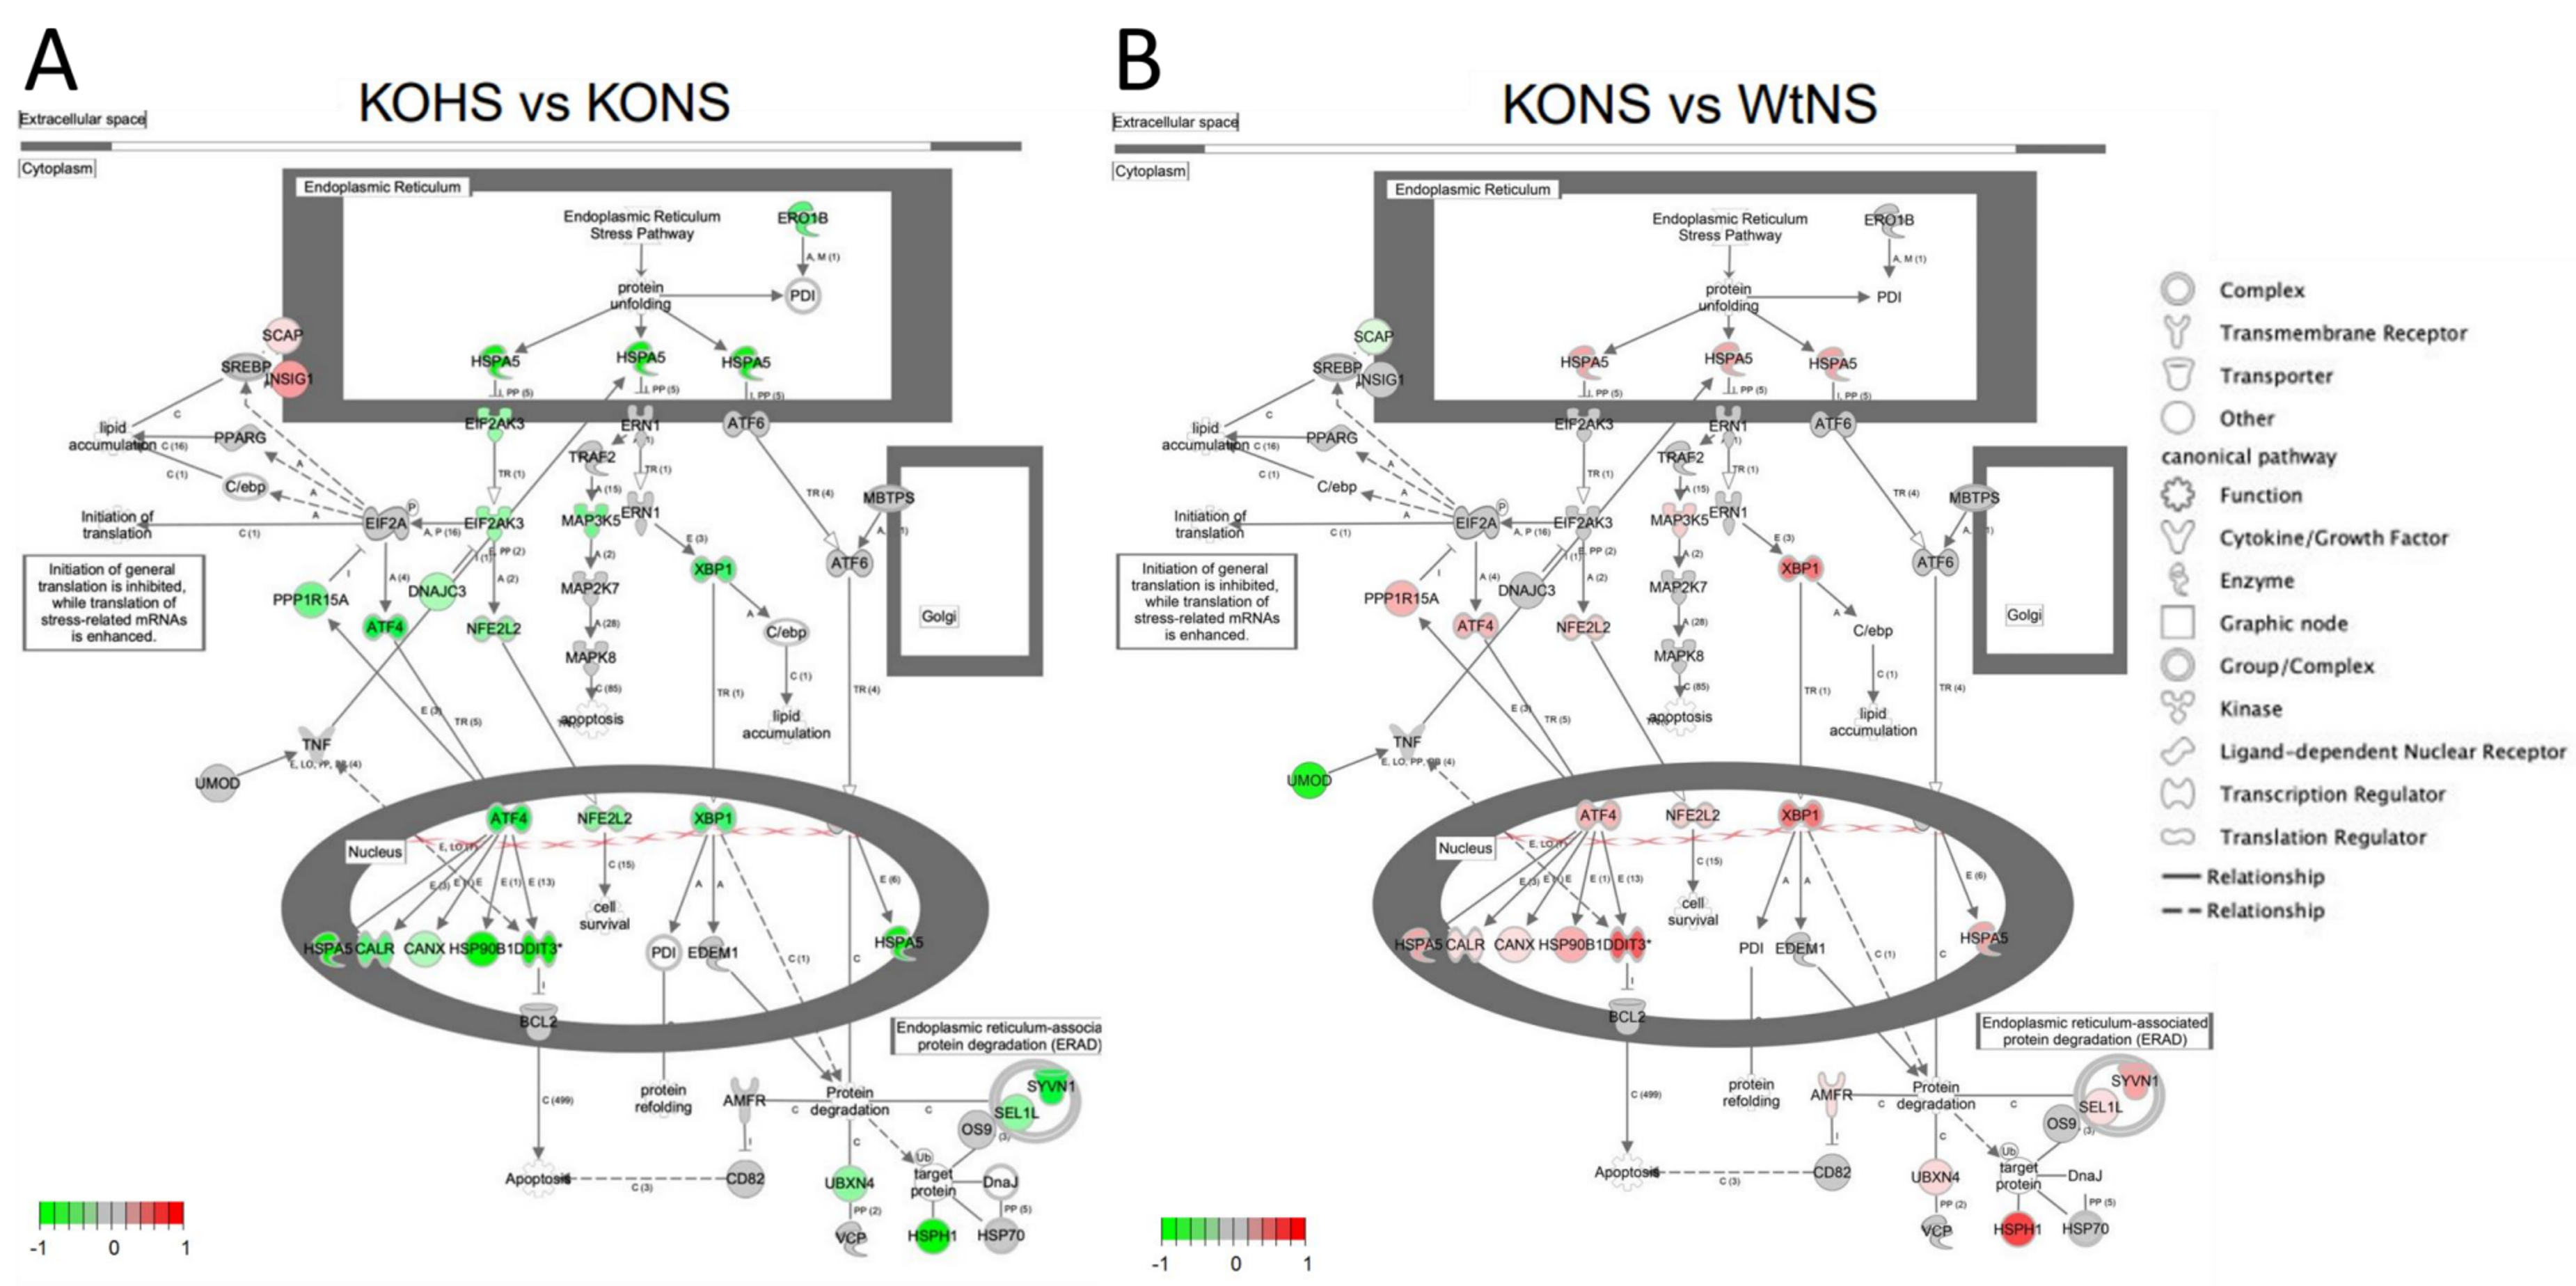 A
KOHS vs KONS
Extracellular space
Cytoplasm
Endoplasmic Reticulum
Endoplasmic Reticulum
Stress Pathway
ERO1B
A, M (1)
protein
unfolding
PDI
SCAP
SREBP
INSIG1
HSPA5
HSPA5
HSPA5
I, PP (5)
I, PP (5)
I, PP (5)
C
lipid
accumulation
C (16)
PPARG
C (1)
C/ebp
A
A
A
EIF2AK3
ERN1
ATF6
TRAF2
TR (1)
TR (1)
A (15)
TR (4)
MBTPS
Initiation of
translation
C (1)
EIF2A
P
A, P (16)
EIF2AK3
MAP3K5
ERN1
Initiation of general
translation is inhibited,
while translation of
stress-related mRNAs
is enhanced.
I
A (4)
PP (2)
A (2)
A (2)
E (3)
XBP1
ATF6
PPP1R15A
DNAJC3
MAP2K7
A
ATF4
NFE2L2
A (28)
C/ebp
Golgi
MAPK8
C (85)
C (1)
E (3)
TR (5)
TR (1)
TR (4)
apoptosis
lipid
accumulation
TNF
E, LO, PP,
(4)
UMOD
ATF4
NFE2L2
XBP1
Nucleus
C (15)
E (3)
E
E (1)
E (13)
A
A
E (6)
cell
survival
HSPA5
CALR
CANX
HSP90B1
DDIT3*
PDI
EDEM1
C (1)
C
HSPA5
I
BCL2
Endoplasmic reticulum-associa
protein degradation (ERAD)
C (499)
protein
refolding
AMFR
C
Protein
degradation
C
SYVN1
SEL1L
OS9
(3)
I
C
Ub
Apoptosis
C (3)
CD82
UBXN4
target
protein
DnaJ
PP (2)
PP (5)
VCP
HSPH1
HSP70
-1
0
1
B
KONS vs WtNS
Extracellular space
Cytoplasm
Endoplasmic Reticulum
Endoplasmic Reticulum
Stress Pathway
ERO1B
A, M (1)
protein
unfolding
PDI
SCAP
SREBP
INSIG1
HSPA5
HSPA5
HSPA5
I, PP (5)
I, PP (5)
I, PP (5)
C
lipid
accumulation
C (16)
PPARG
C (1)
C/ebp
A
A
A
EIF2AK3
ERN1
ATF6
TRAF2
TR (1)
TR (1)
A (15)
TR (4)
MBTPS
Initiation of
translation
C (1)
EIF2A
P
A, P (16)
EIF2AK3
MAP3K5
ERN1
Initiation of general
translation is inhibited,
while translation of
stress-related mRNAs
is enhanced.
I
A (4)
PP (2)
A (2)
A (2)
E (3)
XBP1
ATF6
PPP1R15A
DNAJC3
MAP2K7
A
ATF4
NFE2L2
A (28)
C/ebp
Golgi
MAPK8
C (85)
C (1)
E (3)
TR (5)
TR (1)
TR (4)
apoptosis
lipid
accumulation
TNF
E, LO, PP,
(4)
UMOD
ATF4
NFE2L2
XBP1
Nucleus
C (15)
E (3)
E
E (1)
E (13)
A
A
E (6)
cell
survival
HSPA5
CALR
CANX
HSP90B1
DDIT3*
PDI
EDEM1
C (1)
C
HSPA5
I
BCL2
Endoplasmic reticulum-associated
protein degradation (ERAD)
C (499)
protein
refolding
AMFR
C
Protein
degradation
C
SYVN1
SEL1L
OS9
(3)
I
C
Ub
Apoptosis
C (3)
CD82
UBXN4
target
protein
DnaJ
PP (2)
PP (5)
VCP
HSPH1
HSP70
-1
0
1
Complex
Transmembrane Receptor
Transporter
Other
canonical pathway
Function
Cytokine/Growth Factor
Enzyme
Graphic node
Group/Complex
Kinase
Ligand-dependent Nuclear Receptor
Transcription Regulator
Translation Regulator
Relationship
Relationship